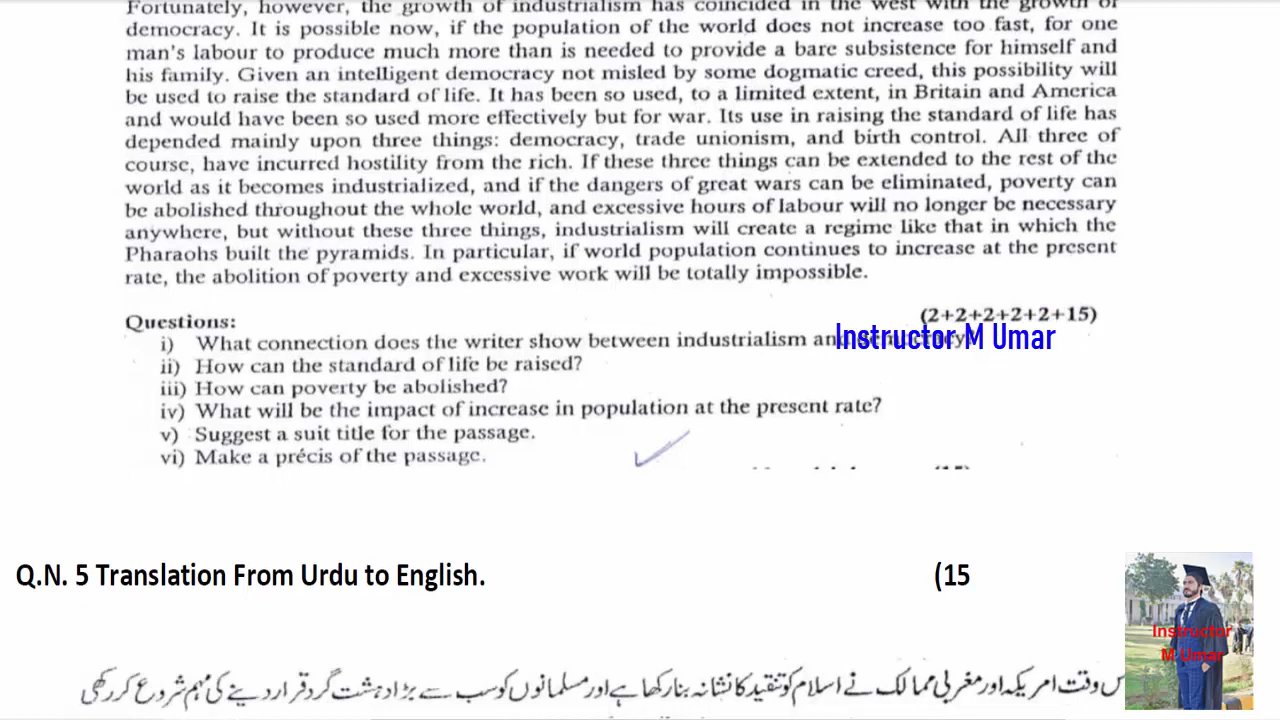 Fortunately, however, the growth of industrialism has coincided in the west with the growth of
democracy. It is possible now, if the population of the world does not increase too fast, for one
man's labour to produce much more than is needed to provide a bare subsistence for himself and
his family. Given an intelligent democracy not misled by some dogmatic creed, this possibility will
be used to raise the standard of life. It has been so used, to a limited extent, in Britain and America
and would have been so used more effectively but for war. Its use in raising the standard of life has
depended mainly upon three things: democracy, trade unionism, and birth control. All three of
course, have incurred hostility from the rich. If these three things can be extended to the rest of the
world as it becomes industrialized, and if the dangers of great wars can be eliminated, poverty can
be abolished throughout the whole world, and excessive hours of labour will no longer be necessary
anywhere, but without these three things, industrialism will create a regime like that in which the
Pharaohs built the pyramids. In particular, if world population continues to increase at the present
rate, the abolition of poverty and excessive work will be totally impossible.
Questions: (2+2+2+2+2+15)
i) What connection does the writer show between industrialism and democracy?
Instructor M Umar
ii) How can the standard of life be raised?
iii) How can poverty be abolished?
iv) What will be the impact of increase in population at the present rate?
v) Suggest a suit title for the passage.
vi) Make a précis of the passage.
Q.N. 5 Translation From Urdu to English. (15
Instructor
M Umar
وقت امریکہ اور مغربی ممالک نے اسلام کو تنقید کا نشانہ بنا رکھا ہے اور مسلمانوں کو سب سے بڑا دہشت گرد قرار دینے کی مہم شروع کر رکھی